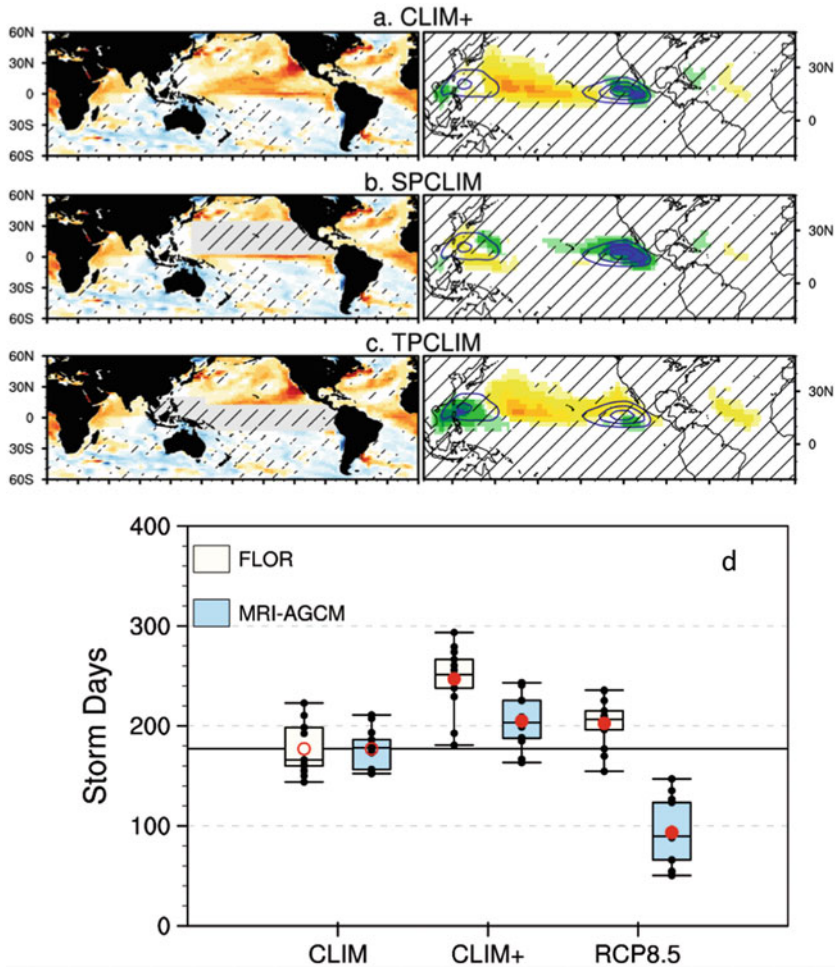 a. CLIM+
60N
30N
0
30S
60S
30N
0
b. SPCLIM
60N
30N
0
30S
60S
30N
0
c. TPCLIM
60N
30N
0
30S
60S
30N
0
400
300
200
100
0
Storm Days
FLOR
MRI-AGCM
d
CLIM
CLIM+
RCP8.5